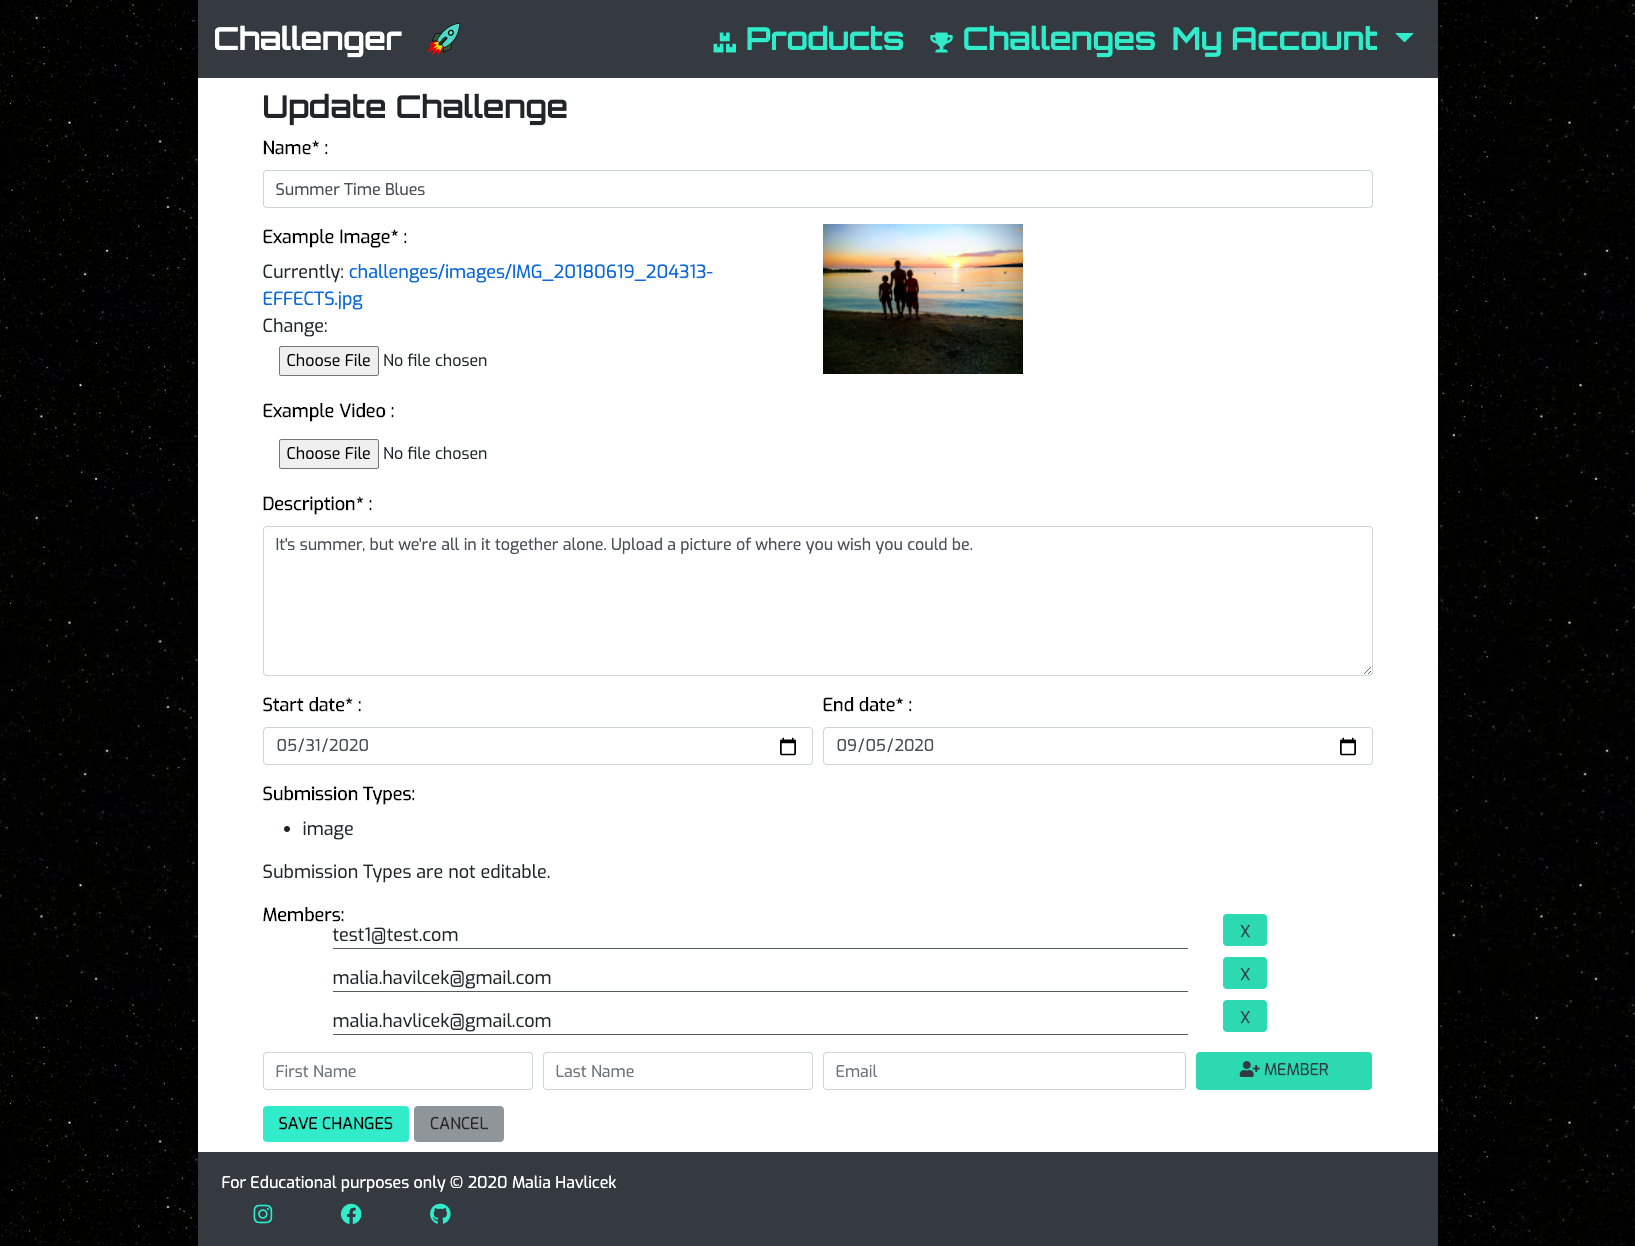 Challenger
Products Challenges My Account
Update Challenge
Name* :
Summer Time Blues
Example Image* :
Currently: challenges/images/IMG_20180619_204313-
EFFECTS.jpg
Change:
Choose File No file chosen
Example Video :
Choose File No file chosen
Description* :
It's summer, but we're all in it together alone. Upload a picture of where you wish you could be.
Start date* : End date* :
05/31/2020 09/05/2020
Submission Types:
• image
Submission Types are not editable.
Members:
test1@test.com X
malia.havilcek@gmail.com X
malia.havlicek@gmail.com X
First Name Last Name Email MEMBER
SAVE CHANGES CANCEL
For Educational purposes only © 2020 Malia Havlicek